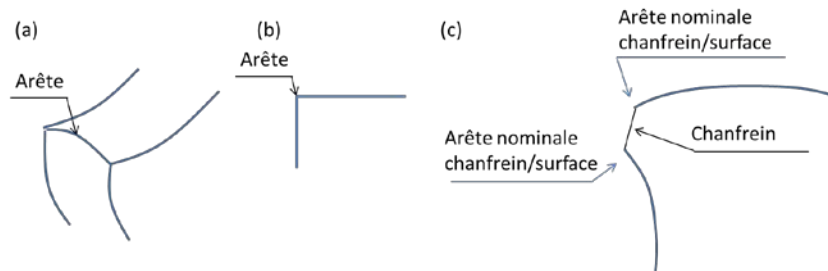 (a)
Arête
(b)
Arête
(c)
Arête nominale
chanfrein/surface
Chanfrein
Arête nominale
chanfrein/surface